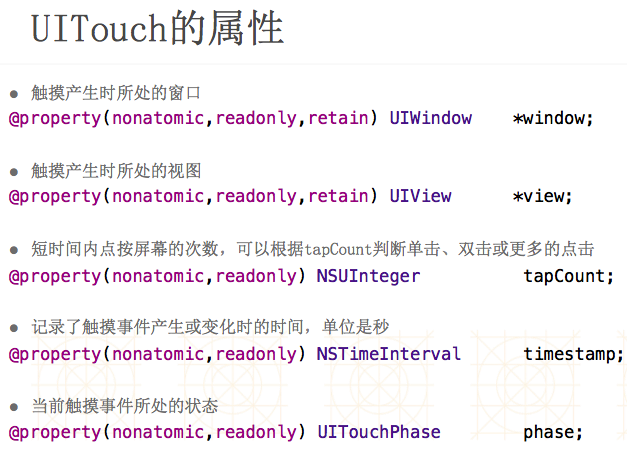 UITouch的属性
● 触摸产生时所处的窗口
@property(nonatomic,readonly,retain) UIWindow *window;
● 触摸产生时所处的视图
@property(nonatomic,readonly,retain) UIView *view;
● 短时间内点按屏幕的次数，可以根据tapCount判断单击、双击或更多的点击
@property(nonatomic,readonly) NSUInteger tapCount;
● 记录了触摸事件产生或变化时的时间，单位是秒
@property(nonatomic,readonly) NSTimeInterval timestamp;
● 当前触摸事件所处的状态
@property(nonatomic,readonly) UITouchPhase phase;